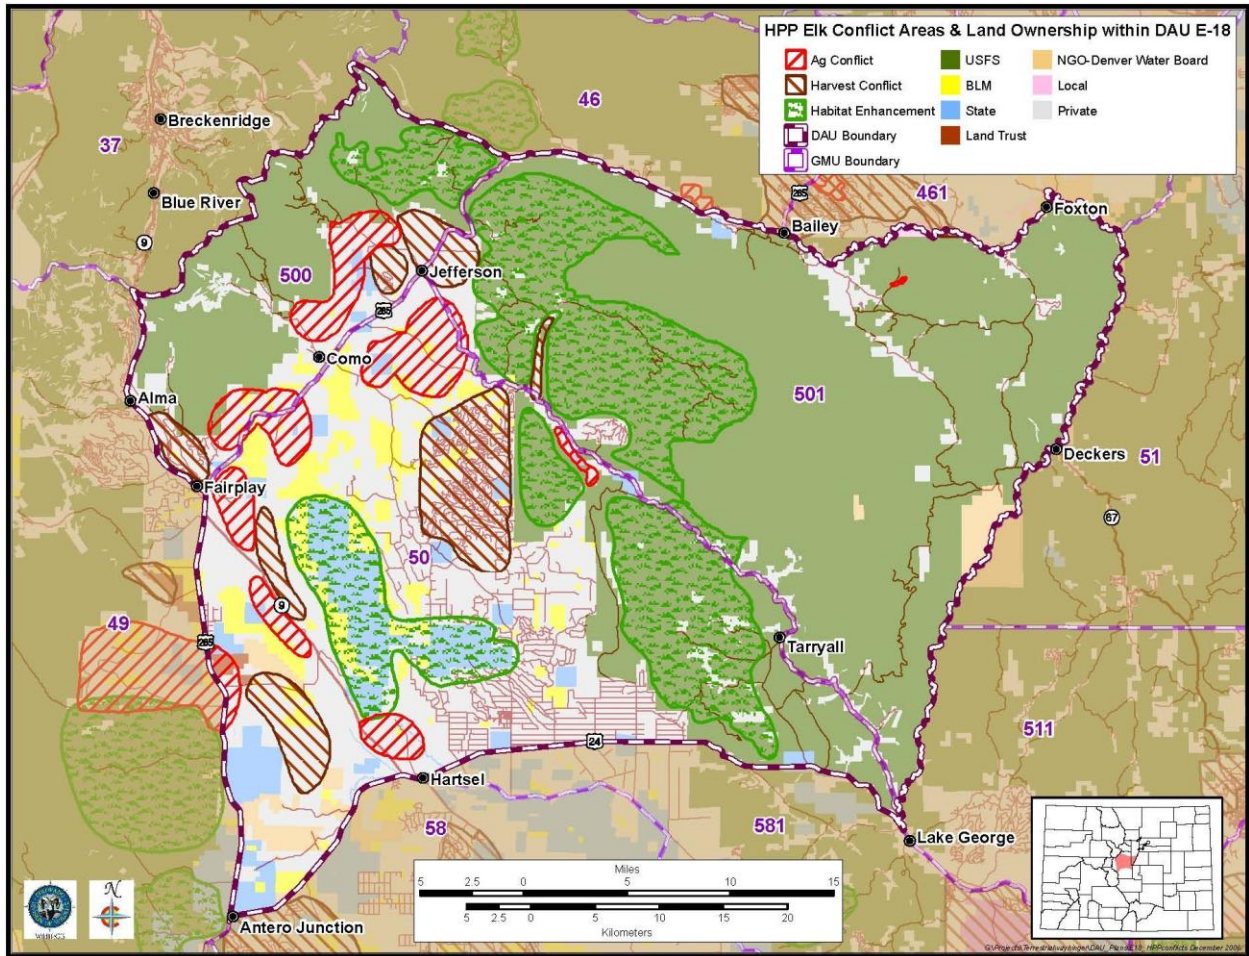 HPP Elk Conflict Areas & Land Ownership within DAU E-18
Ag Conflict
Harvest Conflict
Habitat Enhancement
DAU Boundary
GMU Boundary
USFS
BLM
State
Land Trust
NGO-Denver Water Board
Local
Private
46
37
Breckenridge
Blue River
9
285
461
Bailey
Foxton
500
Jefferson
285
Como
501
Alma
Deckers
51
67
Fairplay
50
9
49
285
Tarryall
511
24
Hartsel
58
581
Lake George
Antero Junction
Miles
5 2.5 0 5 10 15
5 2.5 0 5 10 15 20
Kilometers
N